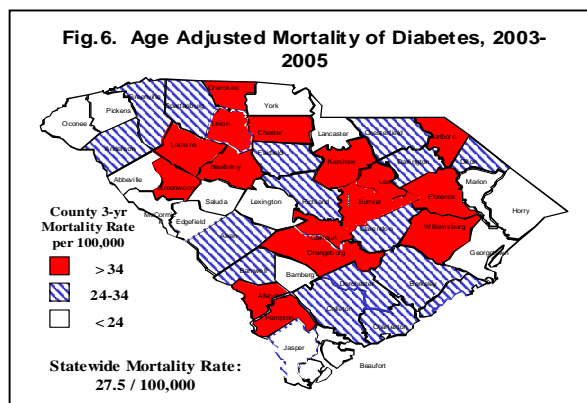 Fig.6. Age Adjusted Mortality of Diabetes, 2003-
2005
Cherokee
Greenville
Spartanburg
York
Pickens
Oconee
Union
Chester
Lancaster
Chesterfield
Marlboro
Anderson
Laurens
Fairfield
Darlington
Dillon
Newberry
Kershaw
Lee
Abbeville
Greenwood
Marion
Florence
Saluda
Lexington
Richland
Sumter
Horry
McCormick
Edgefield
Calhoun
Clarendon
Williamsburg
Aiken
Orangeburg
Georgetown
Barnwell
Bamberg
Dorchester
Berkeley
Allendale
Colleton
Hampton
Charleston
Jasper
Beaufort
County 3-yr
Mortality Rate
per 100,000
> 34
24-34
< 24
Statewide Mortality Rate:
27.5 / 100,000